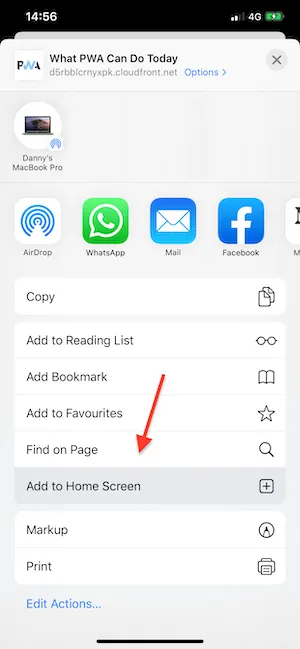 14:56
4G
PWA
What PWA Can Do Today
d5rbblcrnyxpk.cloudfront.net Options >
Danny's
MacBook Pro
AirDrop
WhatsApp
Mail
Facebook
M
Copy
Add to Reading List
Add Bookmark
Add to Favourites
Find on Page
Add to Home Screen
Markup
Print
Edit Actions...